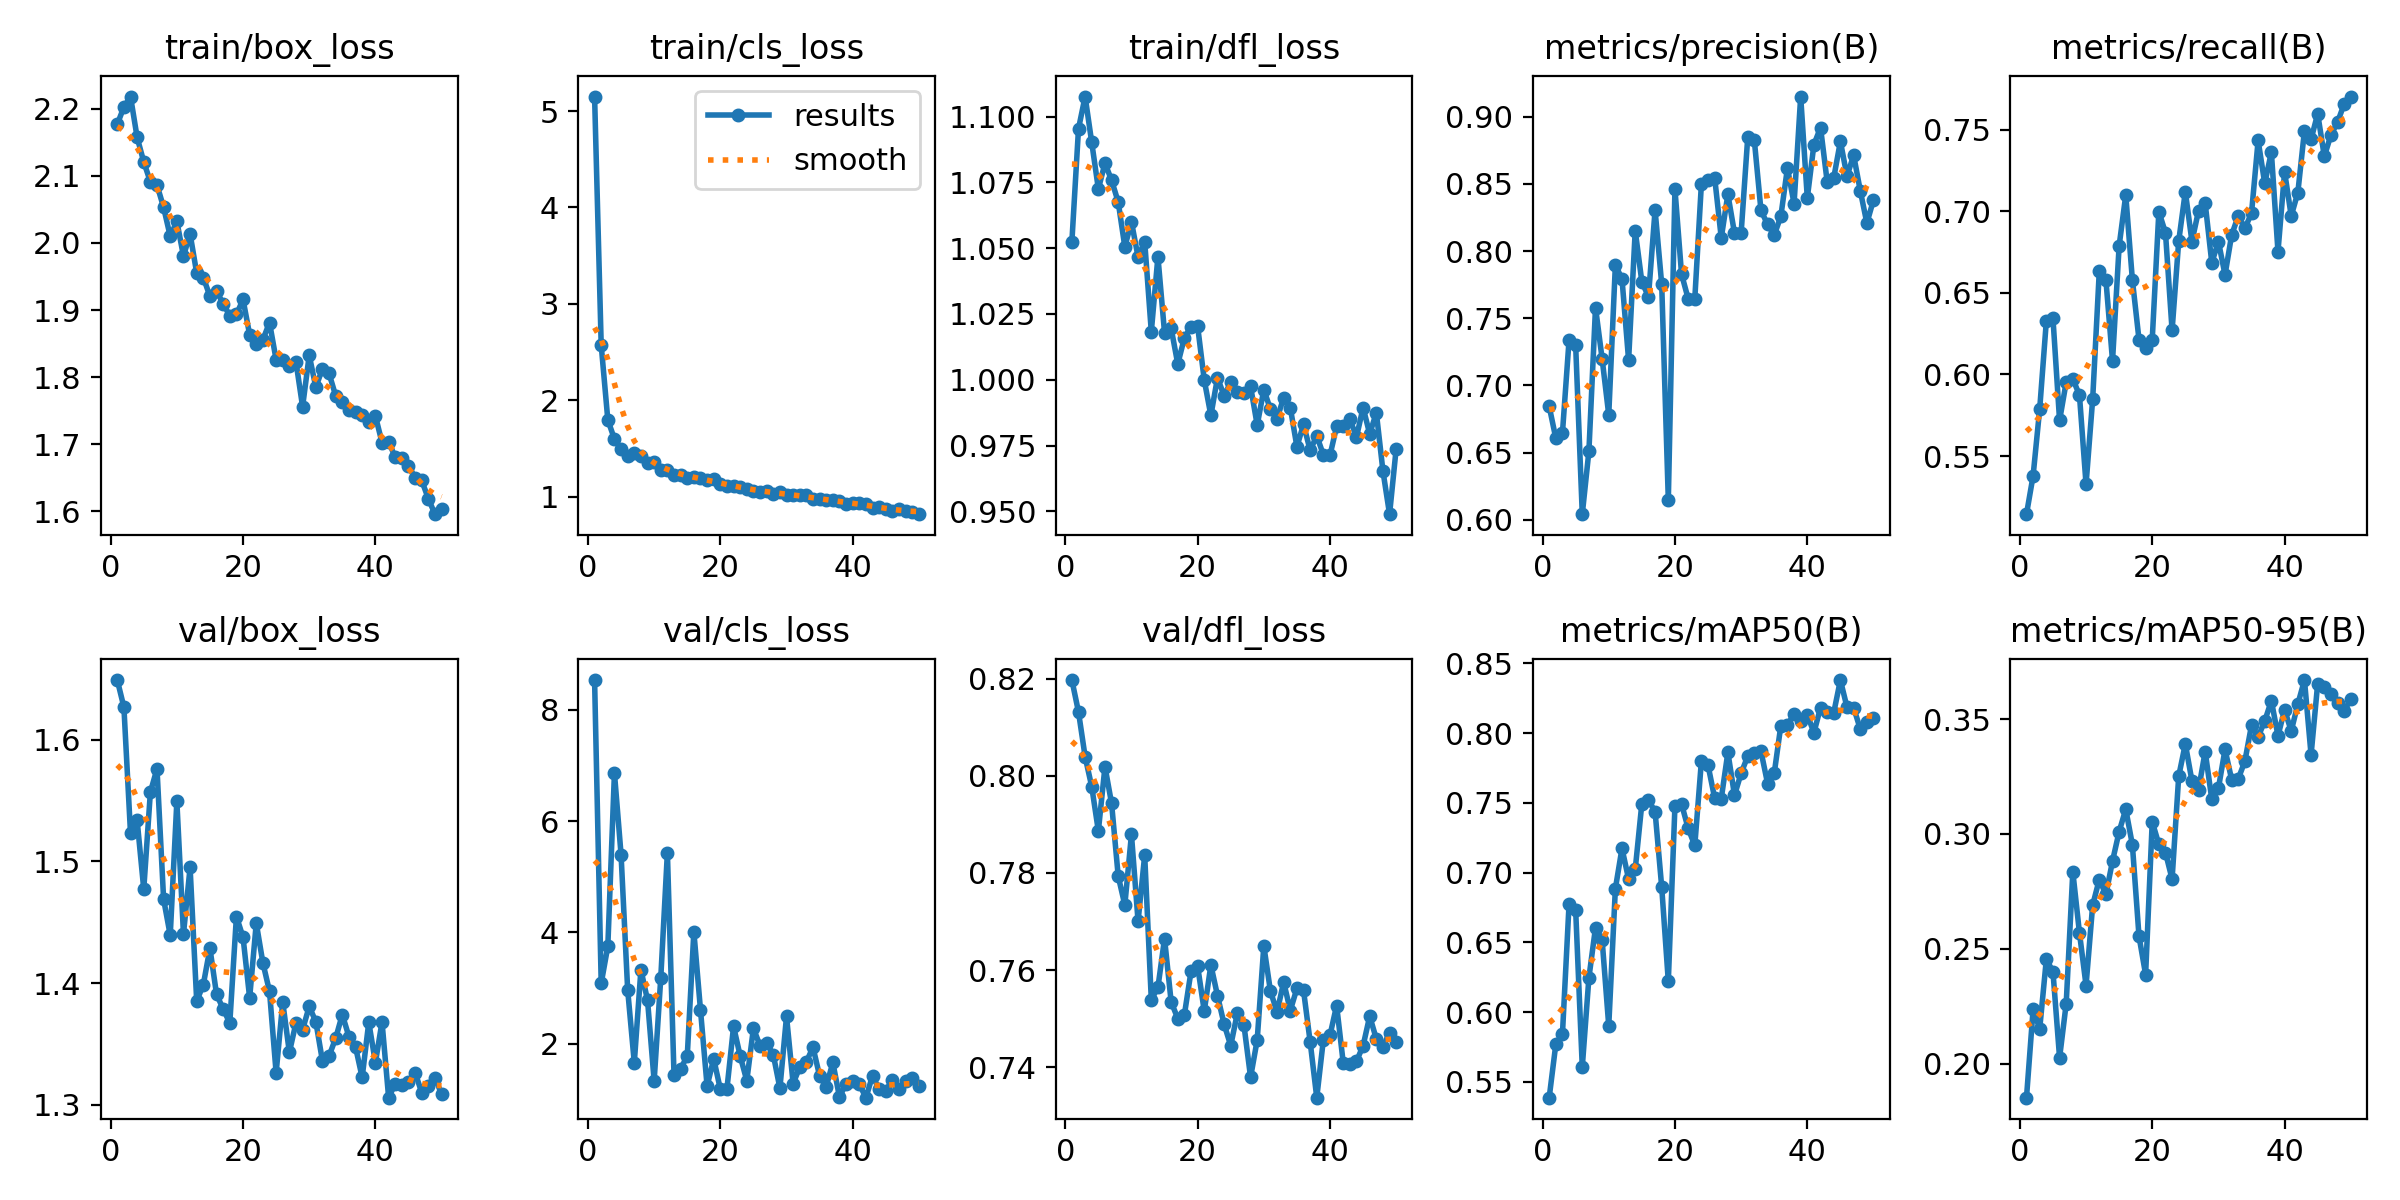 train/box_loss
2.2
2.1
2.0
1.9
1.8
1.7
1.6
0 20 40
train/cls_loss
results
smooth
5
4
3
2
1
0 20 40
train/dfl_loss
1.100
1.075
1.050
1.025
1.000
0.975
0.950
0 20 40
metrics/precision(B)
0.90
0.85
0.80
0.75
0.70
0.65
0.60
0 20 40
metrics/recall(B)
0.75
0.70
0.65
0.60
0.55
0 20 40
val/box_loss
1.6
1.5
1.4
1.3
0 20 40
val/cls_loss
8
6
4
2
0 20 40
val/dfl_loss
0.82
0.80
0.78
0.76
0.74
0 20 40
metrics/mAP50(B)
0.85
0.80
0.75
0.70
0.65
0.60
0.55
0 20 40
metrics/mAP50-95(B)
0.35
0.30
0.25
0.20
0 20 40